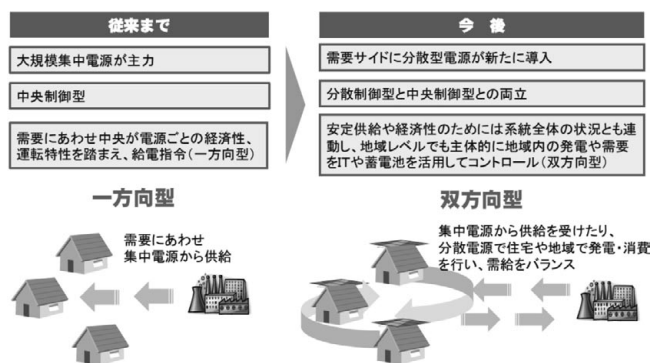 従来まで
大規模集中電源が主力
中央制御型
需要にあわせ中央が電源ごとの経済性、
運転特性を踏まえ、給電指令(一方向型)
一方向型
需要にあわせ
集中電源から供給
今　後
需要サイドに分散型電源が新たに導入
分散制御型と中央制御型との両立
安定供給や経済性のためには系統全体の状況とも連
動し、地域レベルでも主体的に地域内の発電や需要
をITや蓄電池を活用してコントロール(双方向型)
双方向型
集中電源から供給を受けたり、
分散電源で住宅や地域で発電・消費
を行い、需給をバランス